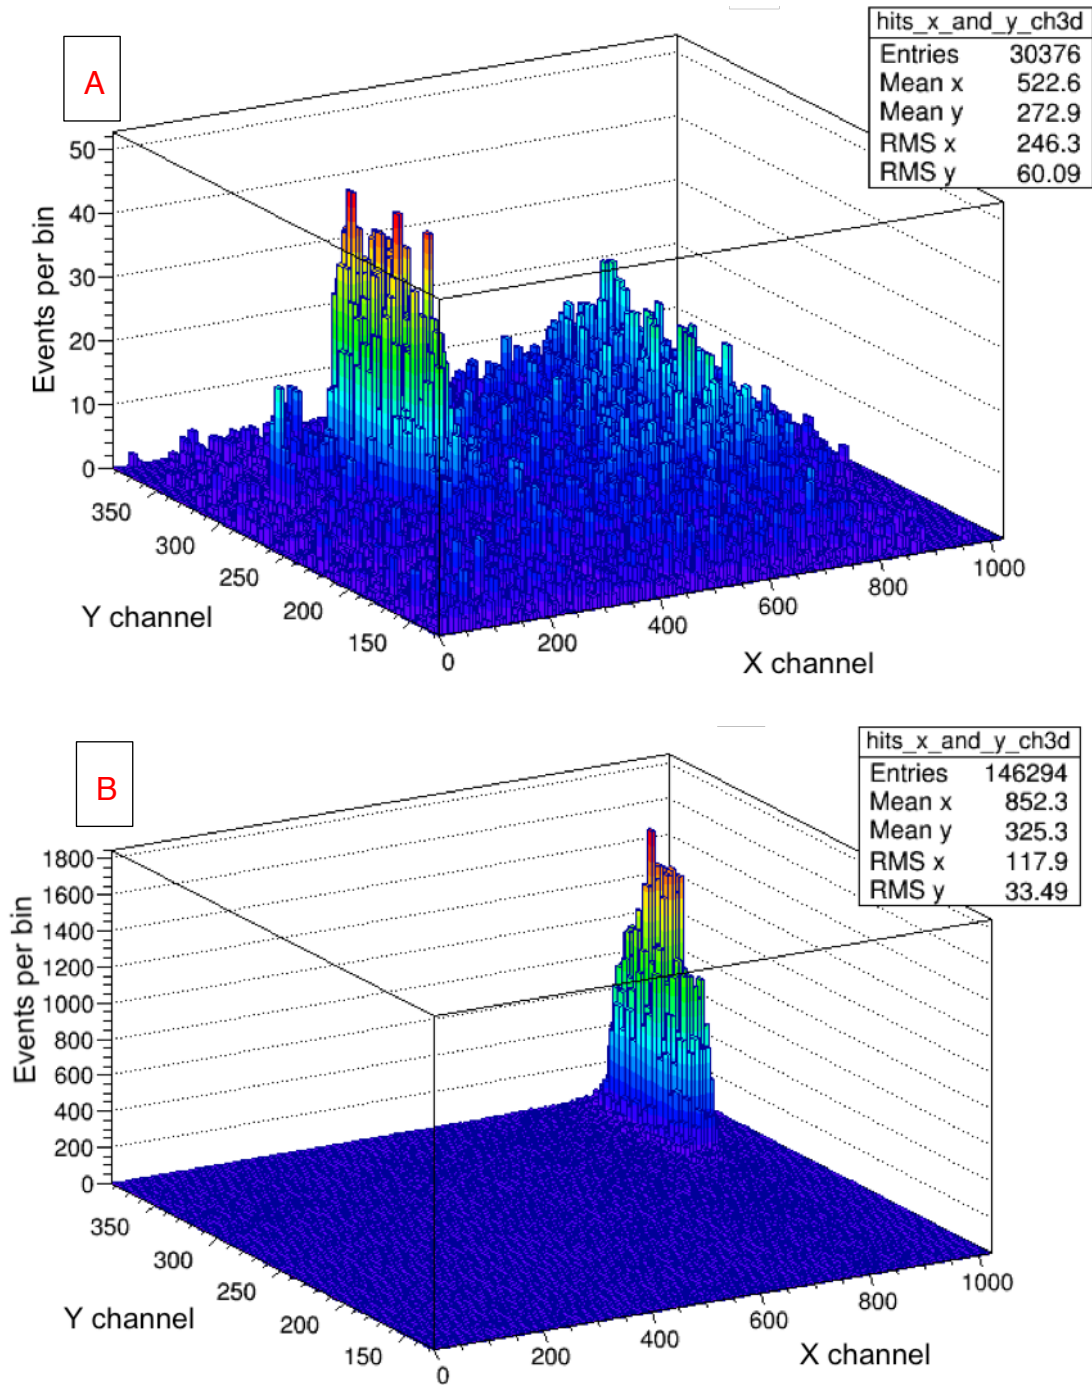 A
hits_x_and_y_ch3d
Entries 30376
Mean x 522.6
Mean y 272.9
RMS x 246.3
RMS y 60.09
Events per bin
50
40
30
20
10
0
350
300
250
200
150
Y channel
0
200
400
600
800
1000
X channel
B
hits_x_and_y_ch3d
Entries 146294
Mean x 852.3
Mean y 325.3
RMS x 117.9
RMS y 33.49
Events per bin
1800
1600
1400
1200
1000
800
600
400
200
0
350
300
250
200
150
Y channel
0
200
400
600
800
1000
X channel